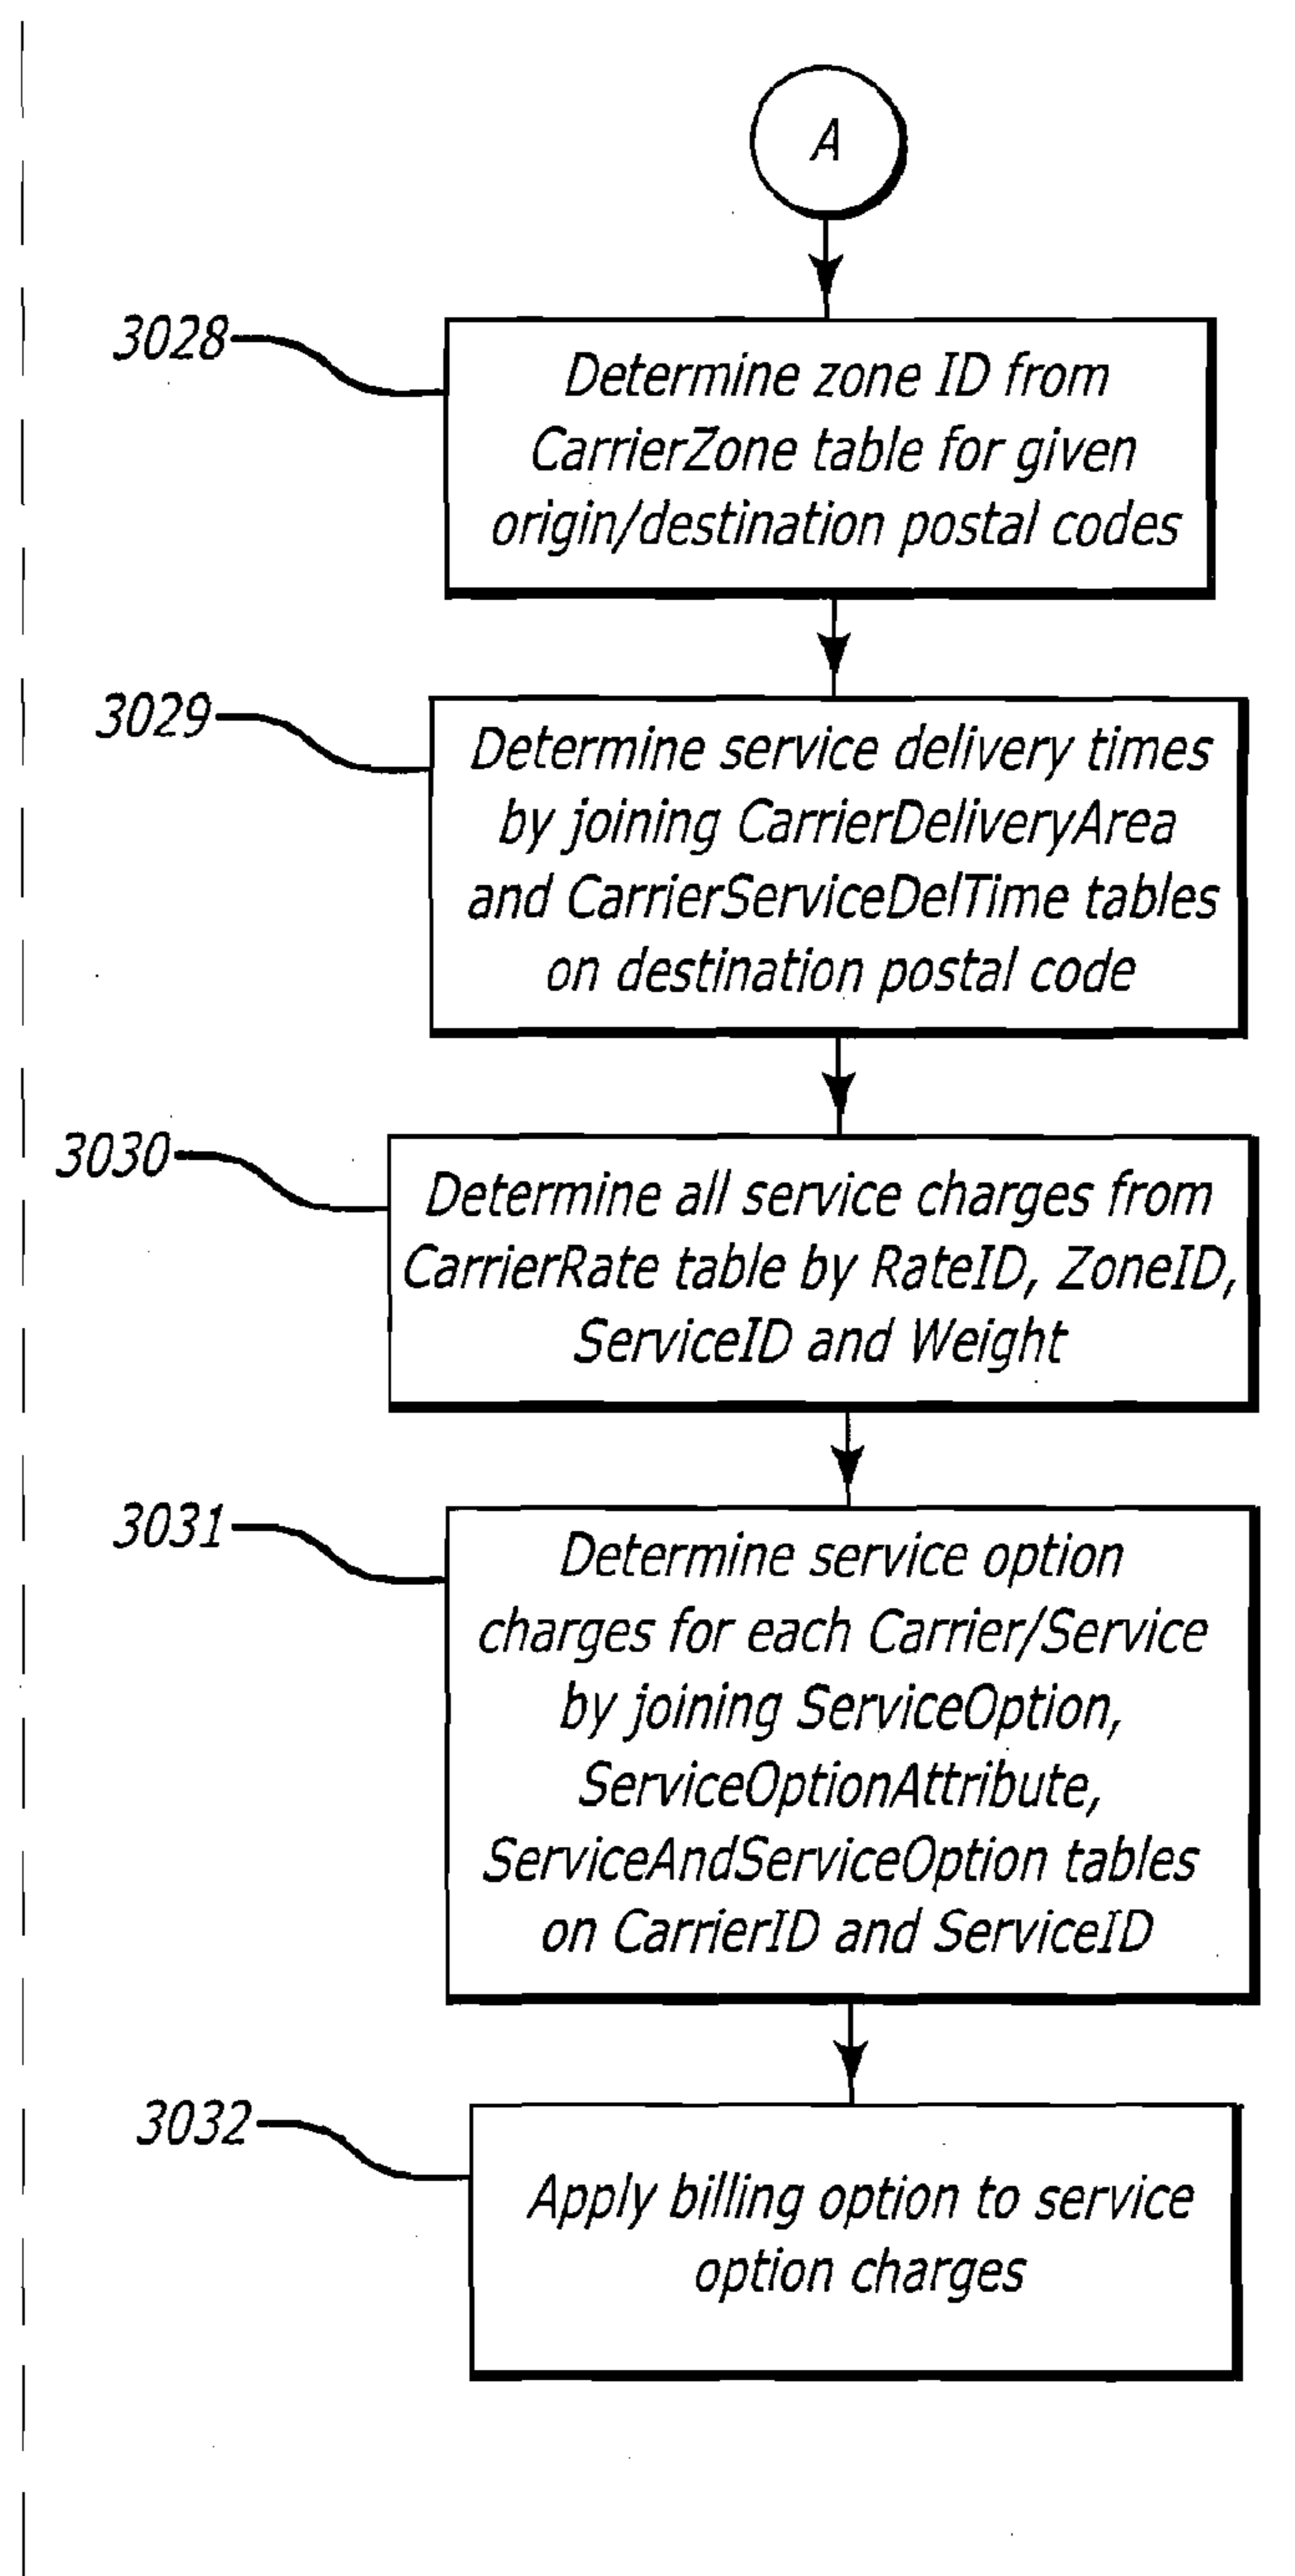 A
3028
Determine zone ID from
CarrierZone table for given
origin/destination postal codes
3029
Determine service delivery times
by joining CarrierDeliveryArea
and CarrierServiceDelTime tables
on destination postal code
3030
Determine all service charges from
CarrierRate table by RateID, ZoneID,
ServiceID and Weight
3031
Determine service option
charges for each Carrier/Service
by joining ServiceOption,
ServiceOptionAttribute,
ServiceAndServiceOption tables
on CarrierID and ServiceID
3032
Apply billing option to service
option charges